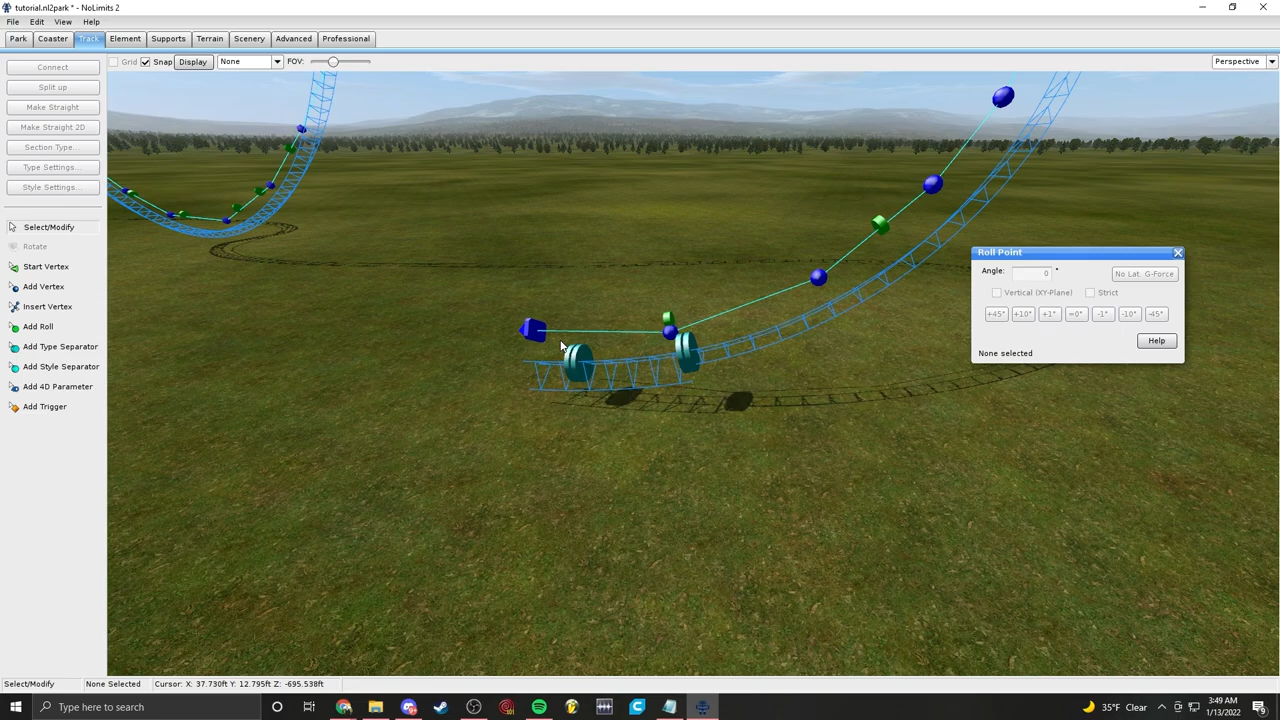 tutorial.nl2park * - NoLimits 2
File Edit View Help
Park Coaster Track Element Supports Terrain Scenery Advanced Professional
Grid Snap Display None FOV: Perspective
Connect
Split up
Make Straight
Make Straight 2D
Section Type...
Type Settings...
Style Settings...
Select/Modify
Rotate
Start Vertex
Add Vertex
Insert Vertex
Add Roll
Add Type Separator
Add Style Separator
Add 4D Parameter
Add Trigger
Roll Point
Angle: 0 ° No Lat. G-Force
Vertical (XY-Plane) Strict
+45° +10° +1° =0° -1° -10° -45°
Help
None selected
Select/Modify None Selected Cursor: X: 37.730ft Y: 12.795ft Z: -695.538ft
Type here to search
35°F Clear
3:49 AM
1/13/2022